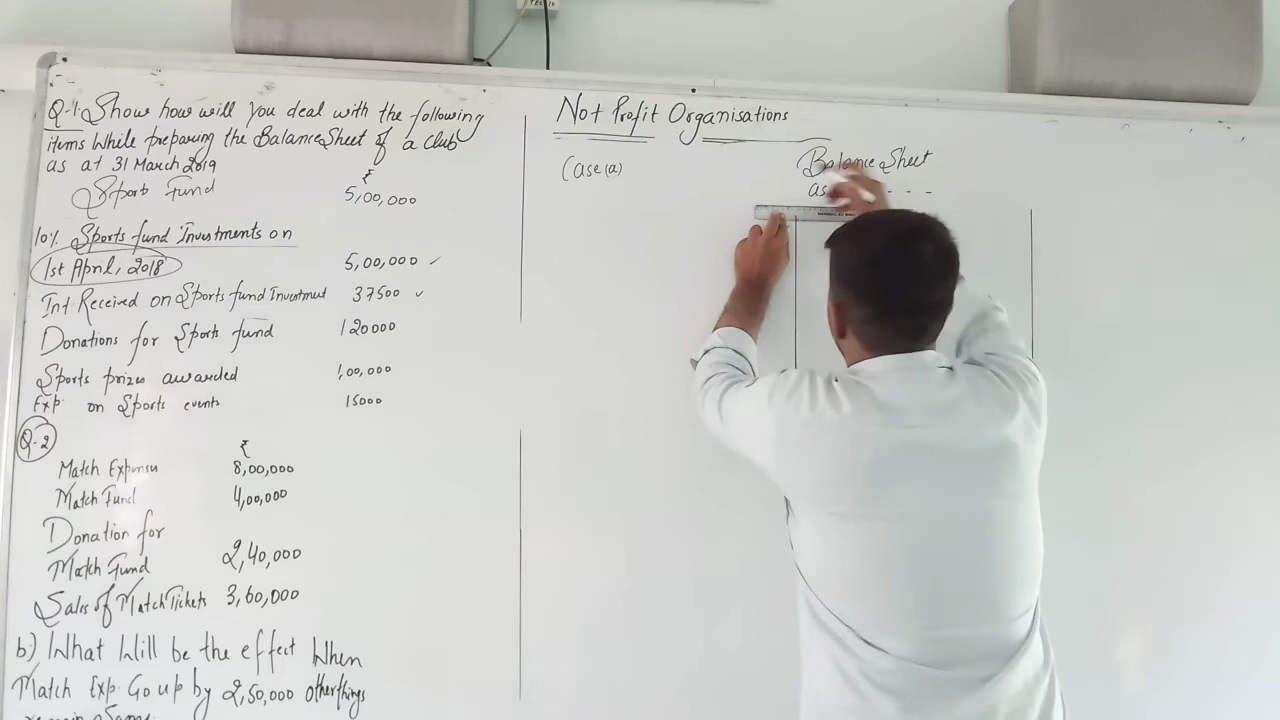 Q-1 Show how will You deal with the following
items While preparing the Balance Sheet of a club
as at 31 March 2019
₹
Sports Fund 5,00,000
10% Sports fund Investments on
1st April, 2018 5,00,000
Int. Received on Sports fund Investment 37500
Donations for Sports fund 120000
Sports prizes awarded 1,00,000
Exp. on Sports events 15000
Q-2
₹
Match Expenses 8,00,000
Match Fund 4,00,000
Donation for
Match Fund 2,40,000
Sales of Match Tickets 3,60,000
b.) What Will be the effect When
Match Exp. Go up by 2,50,000 other things
remain Same
Not Profit Organisations
Case (a)
Balance Sheet
as - - -